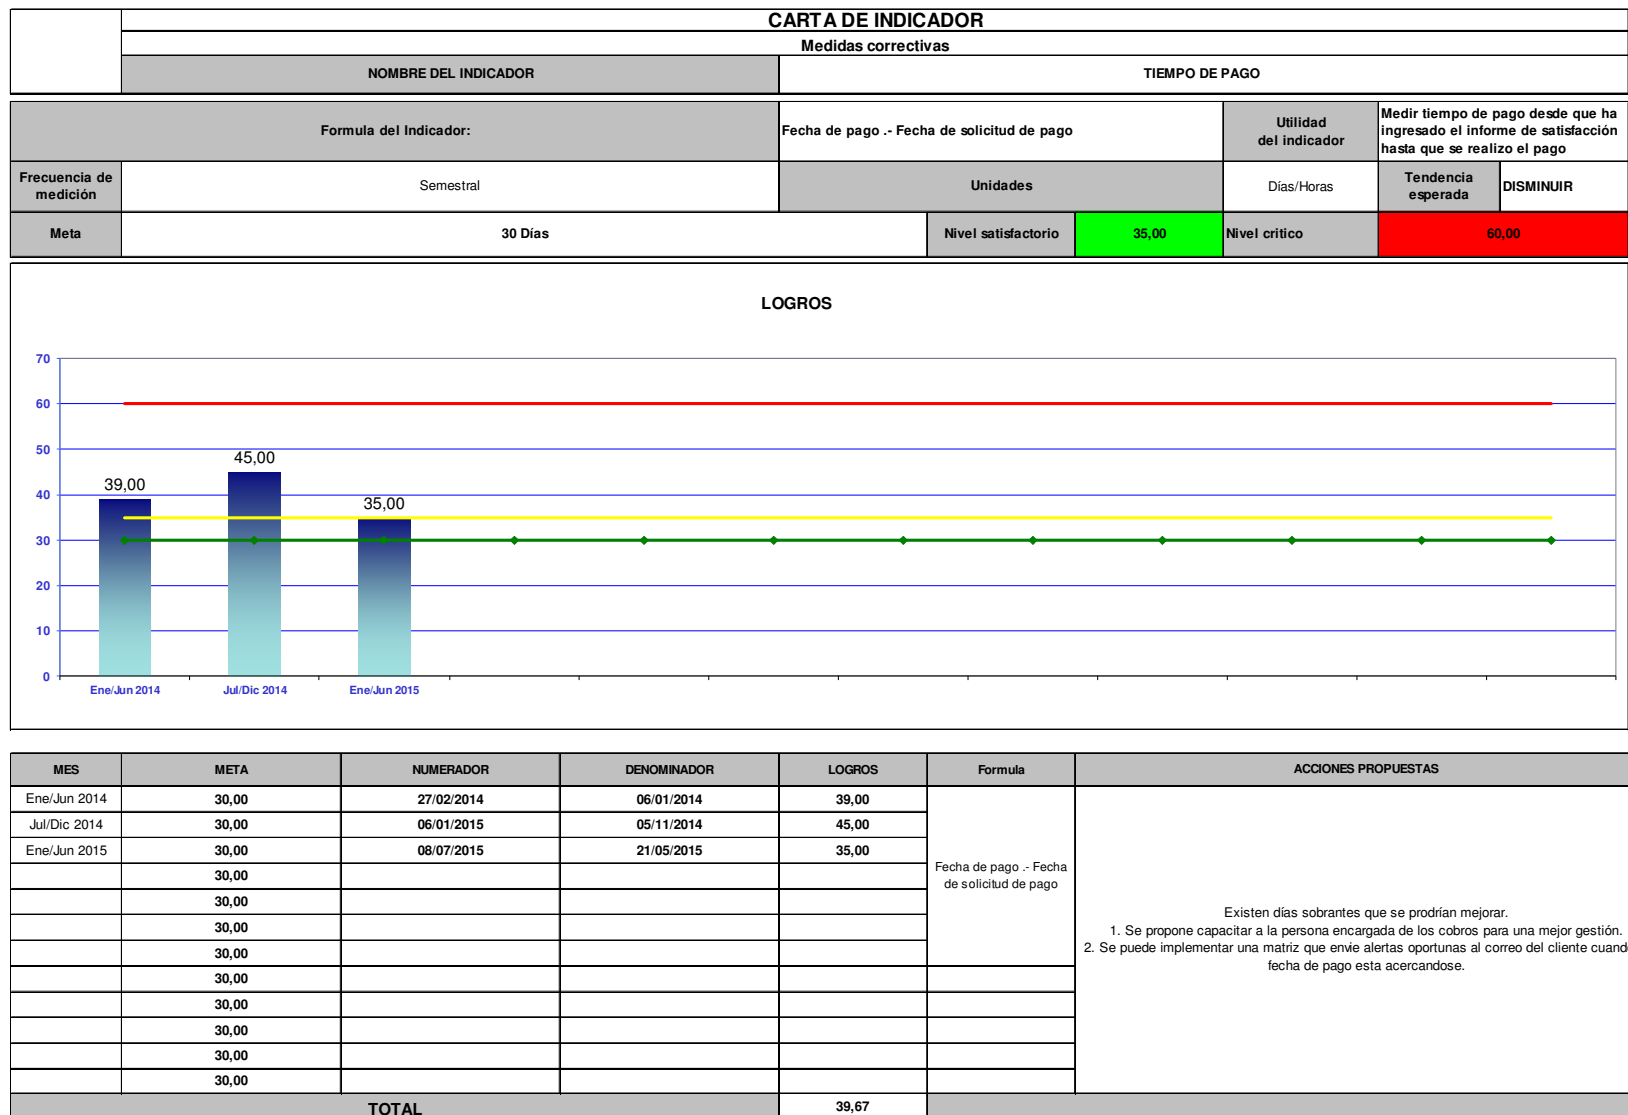 CARTA DE INDICADOR
Medidas correctivas
NOMBRE DEL INDICADOR
TIEMPO DE PAGO
Formula del Indicador:
Fecha de pago .- Fecha de solicitud de pago
Utilidad
del indicador
Medir tiempo de pago desde que ha
ingresado el informe de satisfacción
hasta que se realizo el pago
Frecuencia de
medición
Semestral
Unidades
Días/Horas
Tendencia
esperada
DISMINUIR
Meta
30 Días
Nivel satisfactorio
35,00
Nivel critico
60,00
LOGROS
70
60
50
40
30
20
10
0
39,00
45,00
35,00
Ene/Jun 2014
Jul/Dic 2014
Ene/Jun 2015
MES META NUMERADOR DENOMINADOR LOGROS Formula ACCIONES PROPUESTAS
Ene/Jun 2014 30,00 27/02/2014 06/01/2014 39,00
Jul/Dic 2014 30,00 06/01/2015 05/11/2014 45,00
Ene/Jun 2015 30,00 08/07/2015 21/05/2015 35,00
30,00
30,00
30,00
30,00
30,00
30,00
30,00
30,00
30,00
Fecha de pago .- Fecha
de solicitud de pago
Existen días sobrantes que se prodrían mejorar.
1. Se propone capacitar a la persona encargada de los cobros para una mejor gestión.
2. Se puede implementar una matriz que envie alertas oportunas al correo del cliente
fecha de pago esta acercandose.
TOTAL 39,67